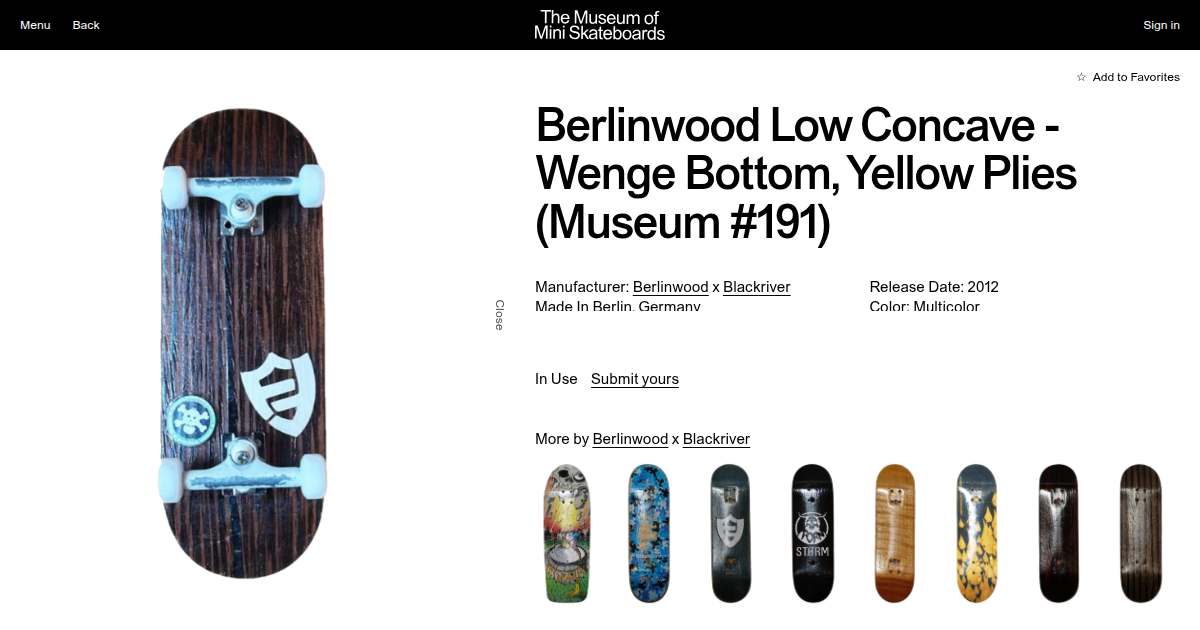 Menu
Back
The Museum of
Mini Skateboards
Sign in
☆ Add to Favorites
Berlinwood Low Concave -
Wenge Bottom, Yellow Plies
(Museum #191)
Manufacturer: Berlinwood x Blackriver
Made In Berlin, Germany
Release Date: 2012
Color: Multicolor
Close
In Use
Submit yours
More by Berlinwood x Blackriver